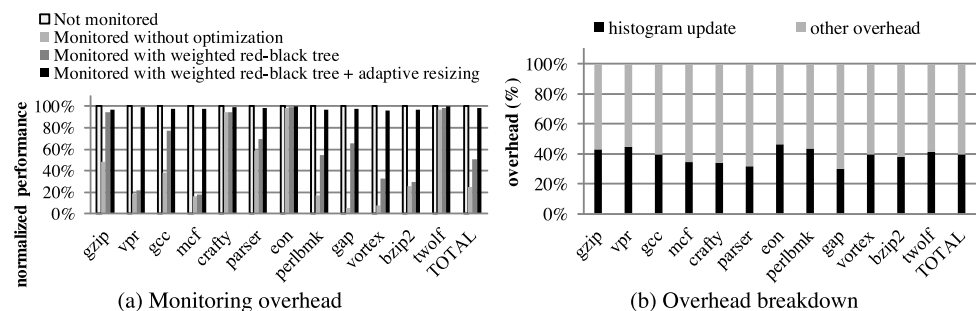 Not monitored
Monitored without optimization
Monitored with weighted red-black tree
Monitored with weighted red-black tree + adaptive resizing
normalized performance
100%
80%
60%
40%
20%
0%
gzip
vpr
gcc
mcf
crafty
parser
eon
perlbmk
gap
vortex
bzip2
twolf
TOTAL
(a) Monitoring overhead
histogram update
other overhead
overhead (%)
100%
80%
60%
40%
20%
0%
gzip
vpr
gcc
mcf
crafty
parser
eon
perlbmk
gap
vortex
bzip2
twolf
TOTAL
(b) Overhead breakdown